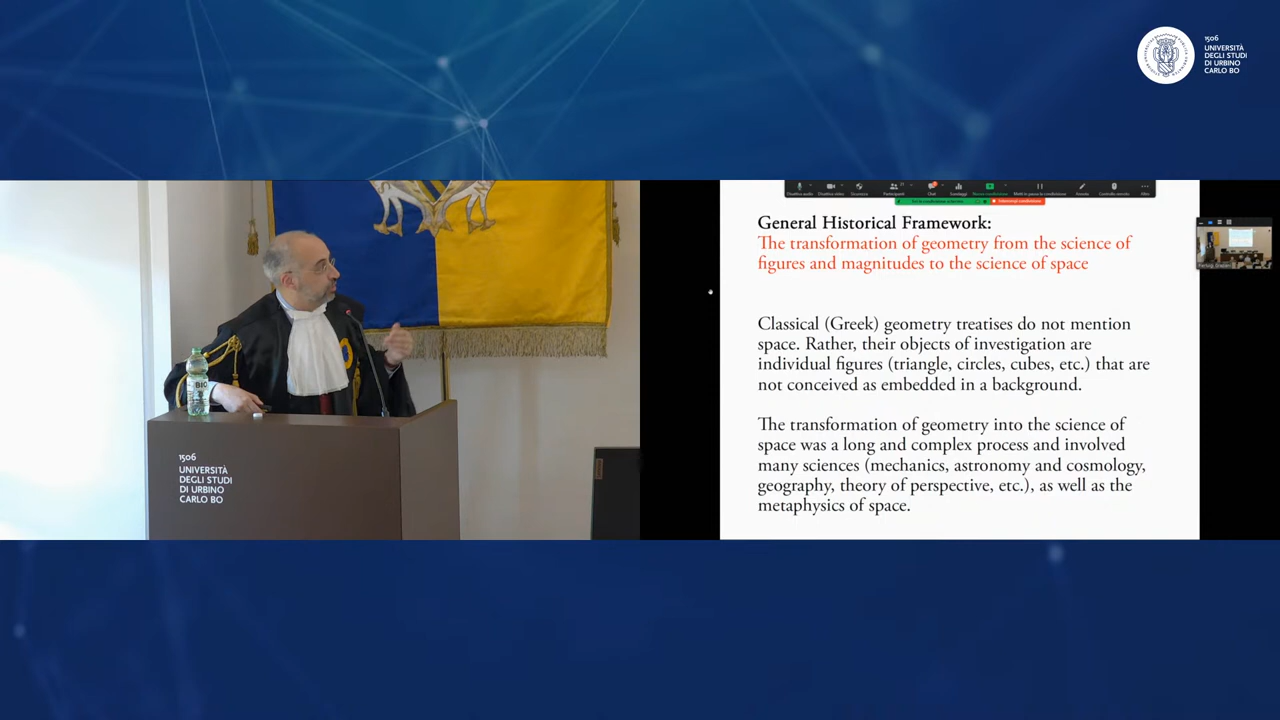 1506
UNIVERSITÀ
DEGLI STUDI
DI URBINO
CARLO BO
General Historical Framework:
The transformation of geometry from the science of
figures and magnitudes to the science of space
Classical (Greek) geometry treatises do not mention
space. Rather, their objects of investigation are
individual figures (triangle, circles, cubes, etc.) that are
not conceived as embedded in a background.
The transformation of geometry into the science of
space was a long and complex process and involved
many sciences (mechanics, astronomy and cosmology,
geography, theory of perspective, etc.), as well as the
metaphysics of space.
BIO
1506
UNIVERSITÀ
DEGLI STUDI
DI URBINO
CARLO BO